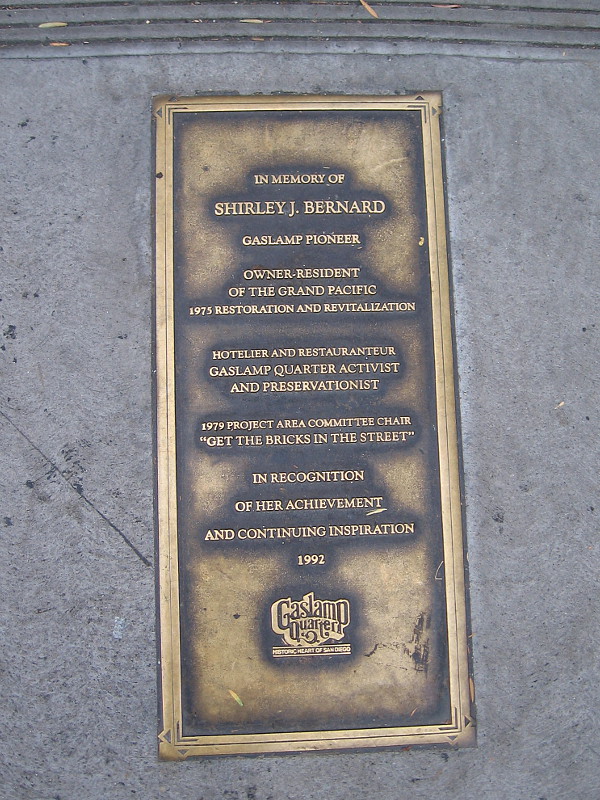 IN MEMORY OF
SHIRLEY J. BERNARD
GASLAMP PIONEER
OWNER-RESIDENT
OF THE GRAND PACIFIC
1975 RESTORATION AND REVITALIZATION
HOTELIER AND RESTAURANTEUR
GASLAMP QUARTER ACTIVIST
AND PRESERVATIONIST
1979 PROJECT AREA COMMITTEE CHAIR
“GET THE BRICKS IN THE STREET”
IN RECOGNITION
OF HER ACHIEVEMENT
AND CONTINUING INSPIRATION
1992
Gaslamp
Quarter
HISTORIC HEART OF SAN DIEGO